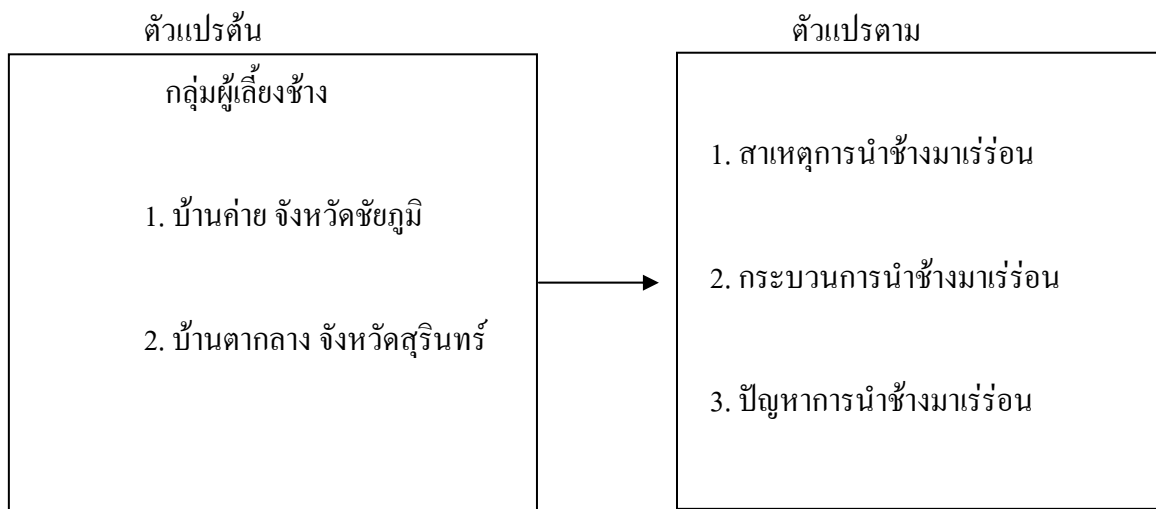 ตัวแปรต้น
กลุ่มผู้เลี้ยงช้าง
1. บ้านค่าย จังหวัดชัยภูมิ
2. บ้านตากลาง จังหวัดสุรินทร์
ตัวแปรตาม
1. สาเหตุการนำช้างมาเร่ร่อน
2. กระบวนการนำช้างมาเร่ร่อน
3. ปัญหาการนำช้างมาเร่ร่อน